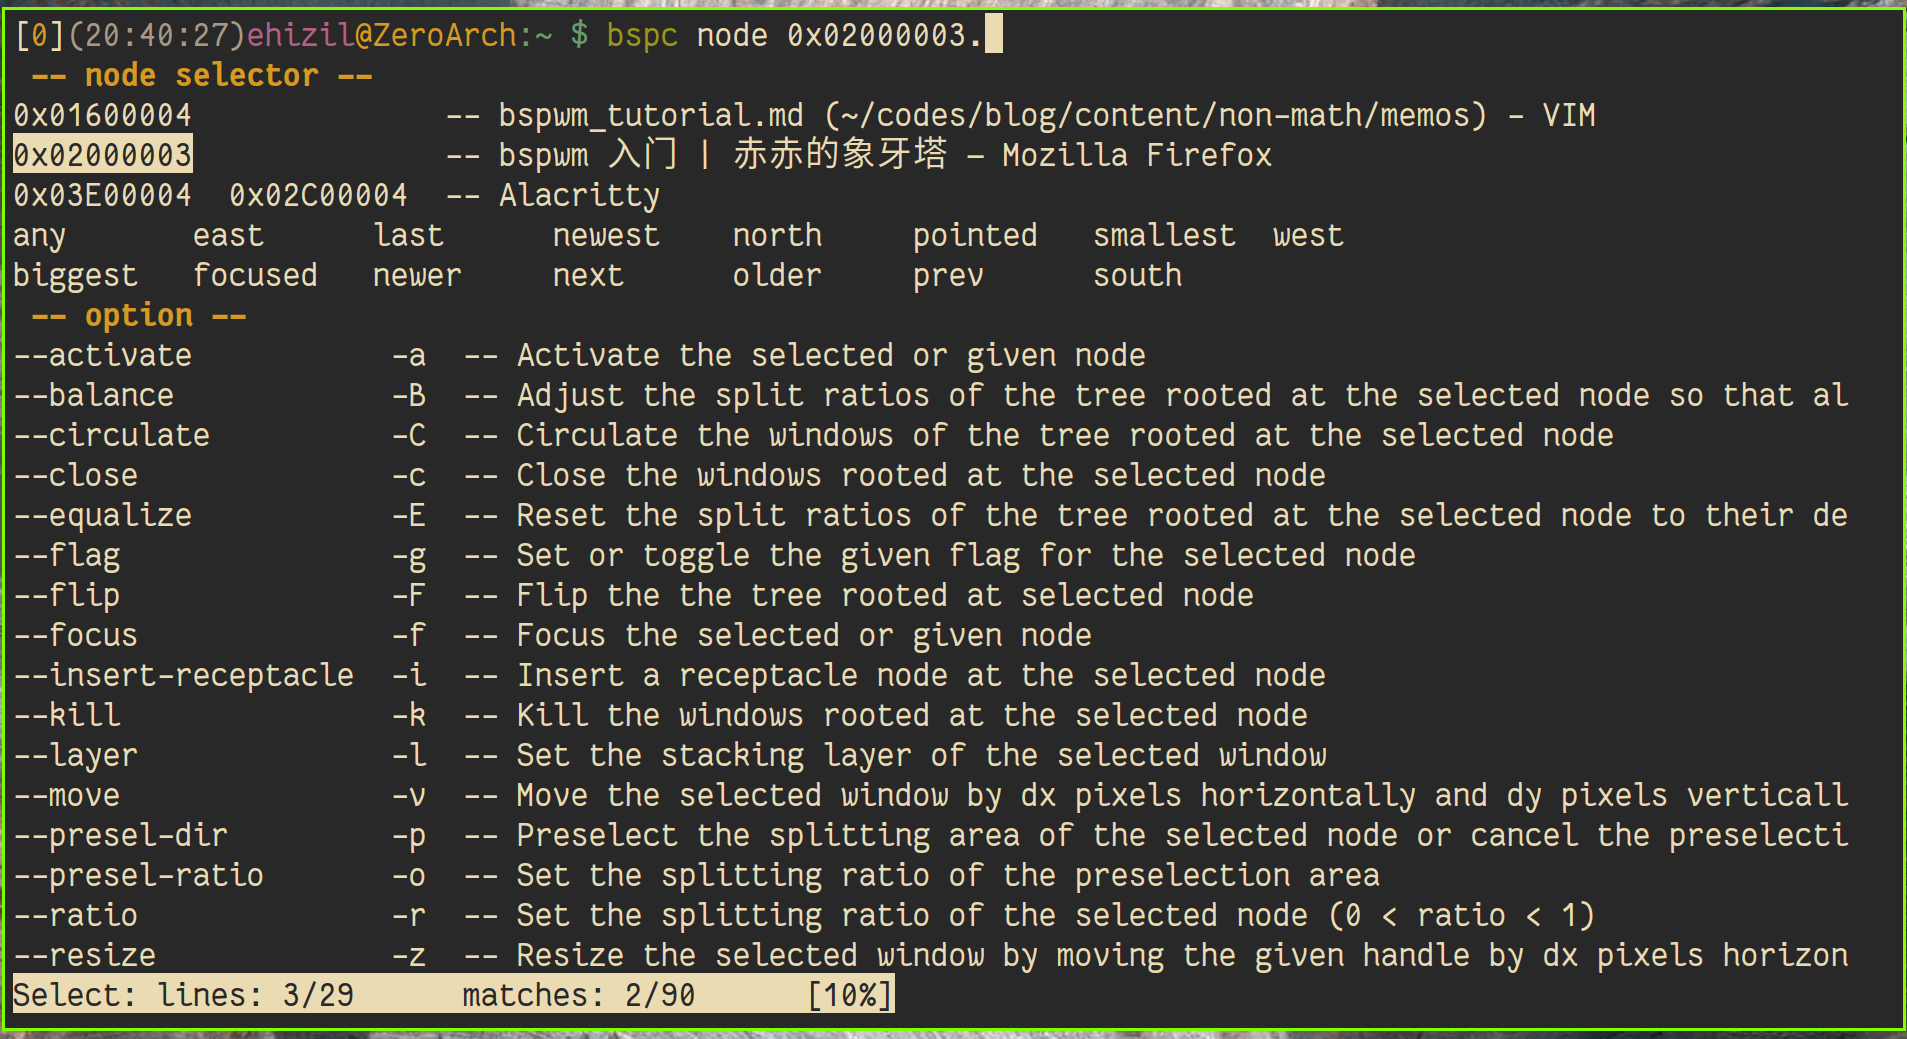 [0](20:40:27)ehizil@ZeroArch:~ $ bspc node 0x02000003.
-- node selector --
0x01600004 -- bspwm_tutorial.md (~/codes/blog/content/non-math/memos) - VIM
0x02000003 -- bspwm 入门 | 赤赤的象牙塔 — Mozilla Firefox
0x03E00004 0x02C00004 -- Alacritty
any east last newest north pointed smallest west
biggest focused newer next older prev south
-- option --
--activate -a -- Activate the selected or given node
--balance -B -- Adjust the split ratios of the tree rooted at the selected node so that al
--circulate -C -- Circulate the windows of the tree rooted at the selected node
--close -c -- Close the windows rooted at the selected node
--equalize -E -- Reset the split ratios of the tree rooted at the selected node to their de
--flag -g -- Set or toggle the given flag for the selected node
--flip -F -- Flip the the tree rooted at selected node
--focus -f -- Focus the selected or given node
--insert-receptacle -i -- Insert a receptacle node at the selected node
--kill -k -- Kill the windows rooted at the selected node
--layer -l -- Set the stacking layer of the selected window
--move -v -- Move the selected window by dx pixels horizontally and dy pixels verticall
--presel-dir -p -- Preselect the splitting area of the selected node or cancel the preselecti
--presel-ratio -o -- Set the splitting ratio of the preselection area
--ratio -r -- Set the splitting ratio of the selected node (0 < ratio < 1)
--resize -z -- Resize the selected window by moving the given handle by dx pixels horizon
Select: lines: 3/29 matches: 2/90 [10%]